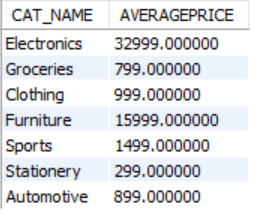 CAT_NAME AVERAGEPRICE
Electronics 32999.000000
Groceries 799.000000
Clothing 999.000000
Furniture 15999.000000
Sports 1499.000000
Stationery 299.000000
Automotive 899.000000